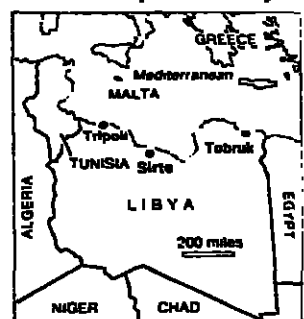 GREECE
Mediterranean
MALTA
Tripoli
TUNISIA
Sirte
Tobruk
ALGERIA
LIBYA
EGYPT
200 miles
NIGER
CHAD